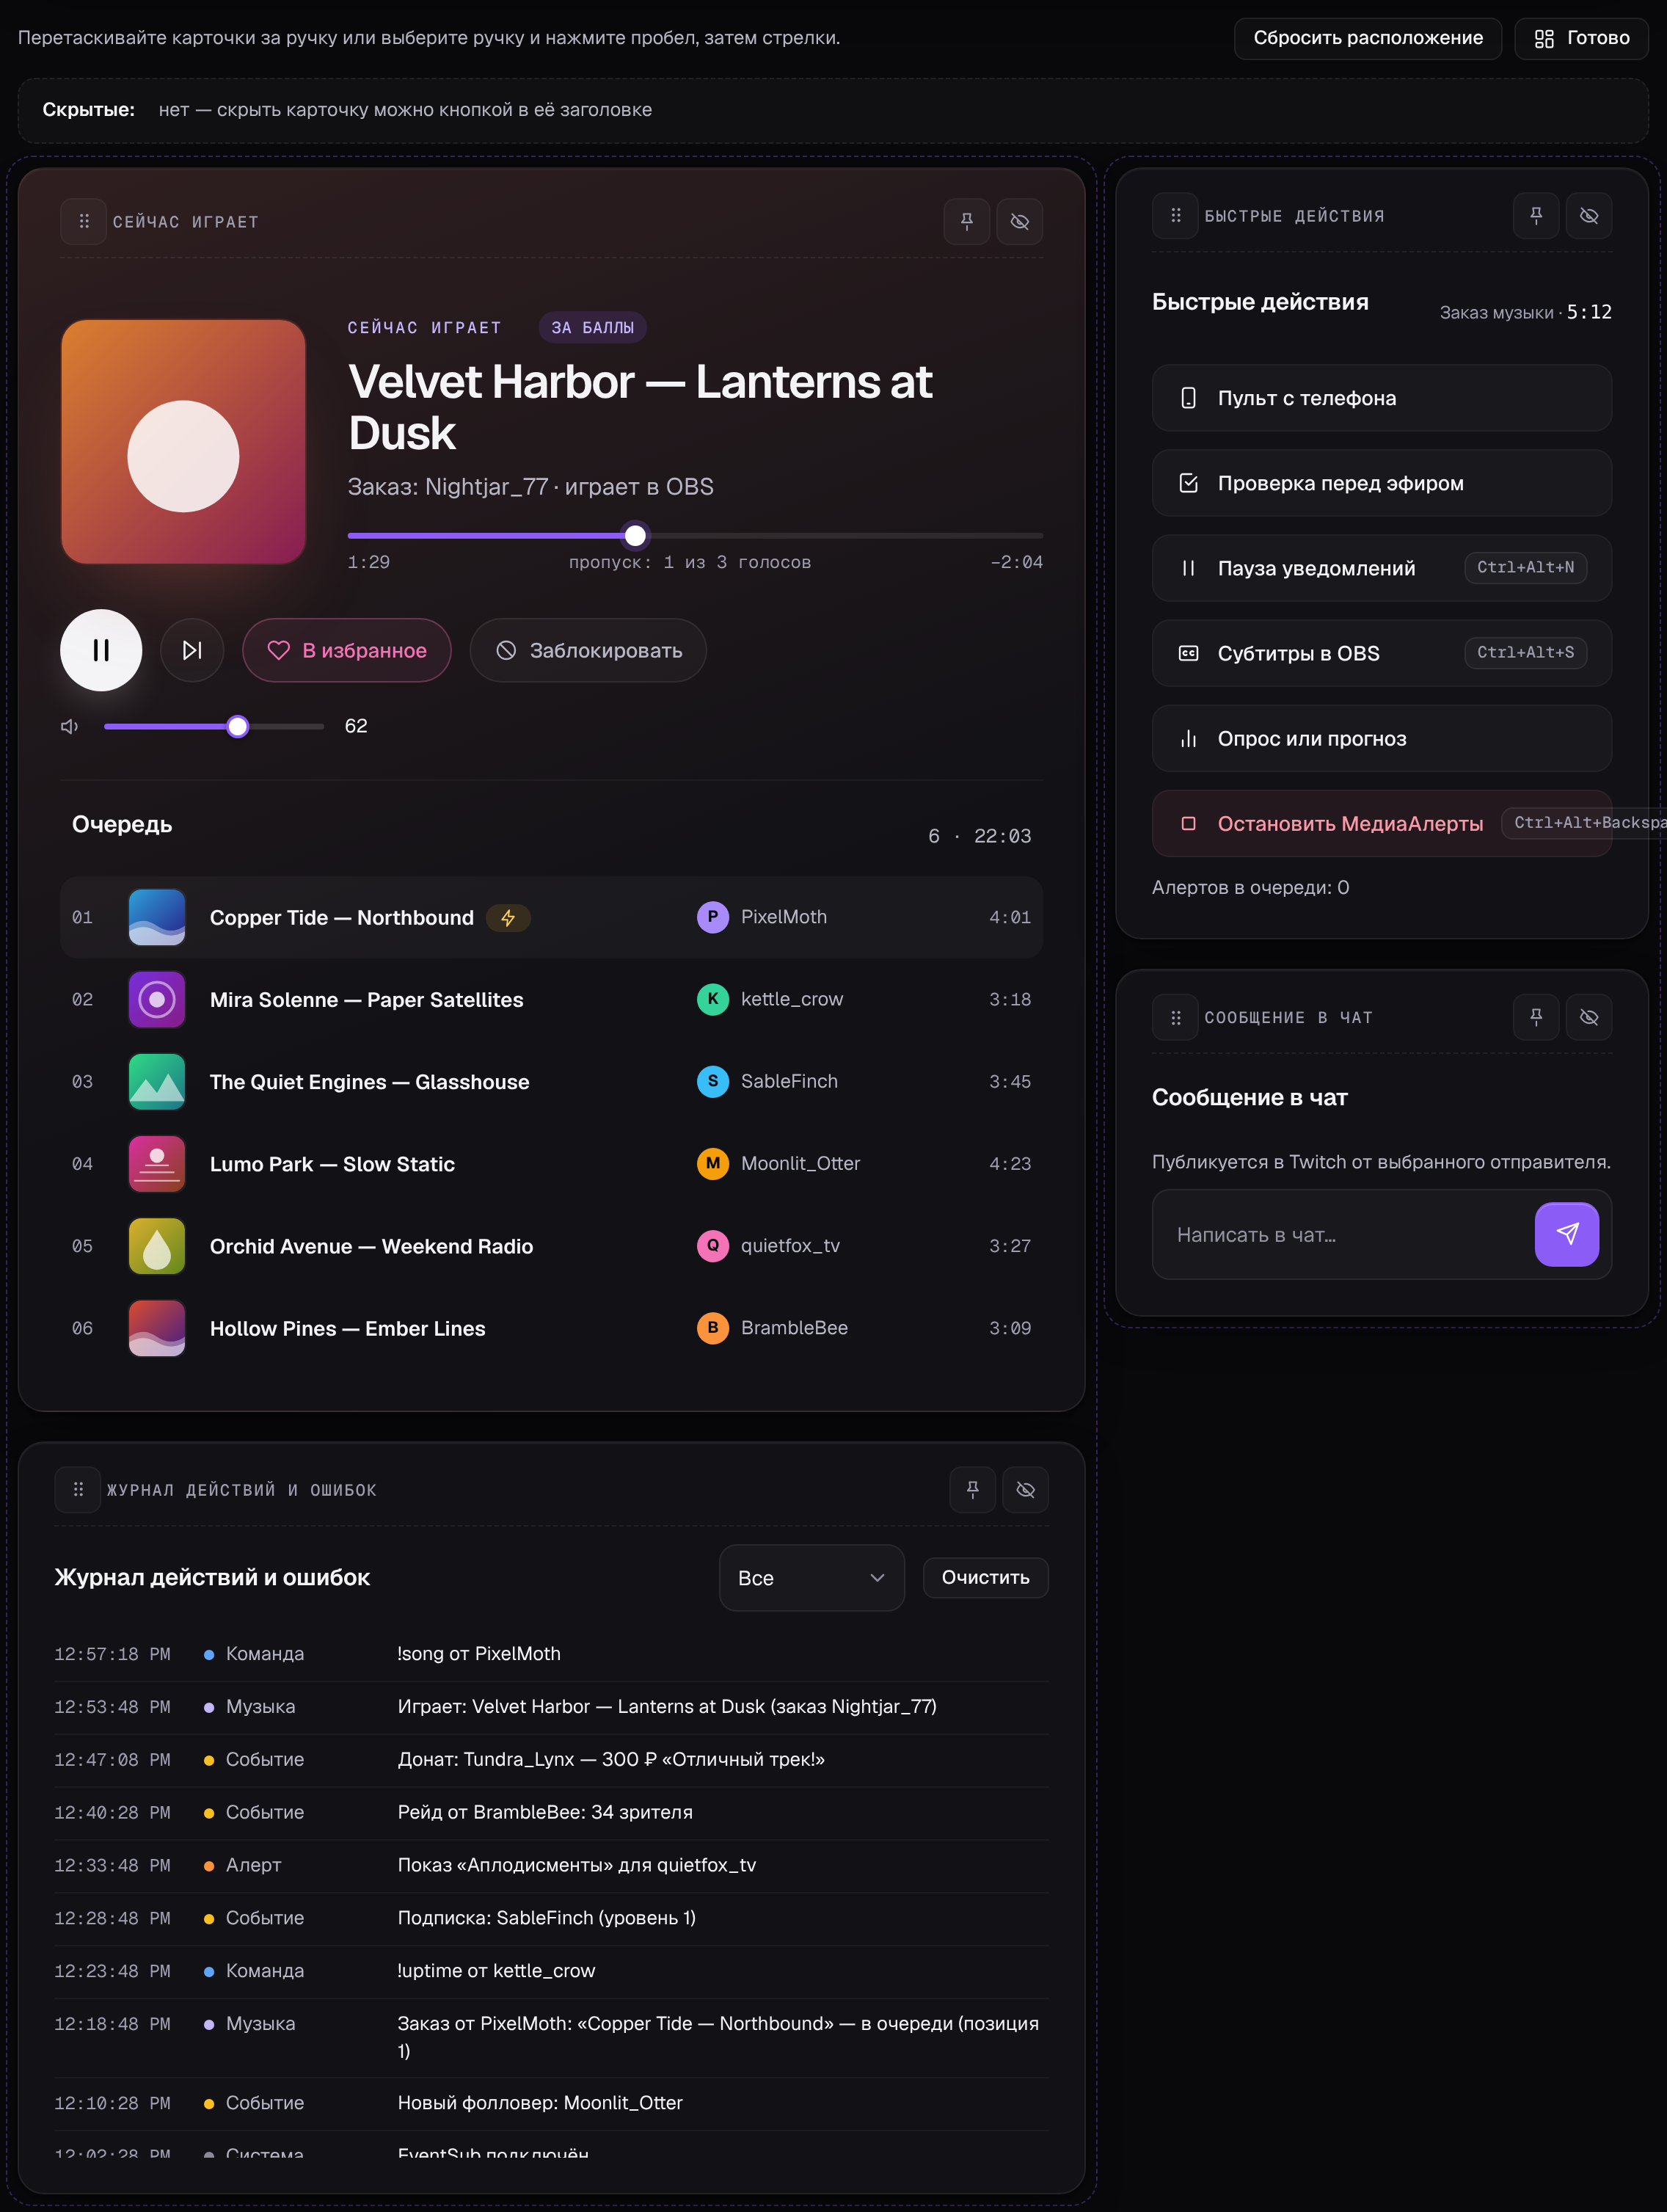 Перетаскивайте карточки за ручку или выберите ручку и нажмите пробел, затем стрелки.
Сбросить расположение
Готово
Скрытые: нет — скрыть карточку можно кнопкой в её заголовке
СЕЙЧАС ИГРАЕТ
СЕЙЧАС ИГРАЕТ ЗА БАЛЛЫ
Velvet Harbor — Lanterns at
Dusk
Заказ: Nightjar_77 · играет в OBS
1:29 пропуск: 1 из 3 голосов −2:04
В избранное
Заблокировать
62
Очередь
6 · 22:03
01 Copper Tide — Northbound P PixelMoth 4:01
02 Mira Solenne — Paper Satellites K kettle_crow 3:18
03 The Quiet Engines — Glasshouse S SableFinch 3:45
04 Lumo Park — Slow Static M Moonlit_Otter 4:23
05 Orchid Avenue — Weekend Radio Q quietfox_tv 3:27
06 Hollow Pines — Ember Lines B BrambleBee 3:09
ЖУРНАЛ ДЕЙСТВИЙ И ОШИБОК
Журнал действий и ошибок
Все
Очистить
12:57:18 PM Команда !song от PixelMoth
12:53:48 PM Музыка Играет: Velvet Harbor — Lanterns at Dusk (заказ Nightjar_77)
12:47:08 PM Событие Донат: Tundra_Lynx — 300 ₽ «Отличный трек!»
12:40:28 PM Событие Рейд от BrambleBee: 34 зрителя
12:33:48 PM Алерт Показ «Аплодисменты» для quietfox_tv
12:28:48 PM Событие Подписка: SableFinch (уровень 1)
12:23:48 PM Команда !uptime от kettle_crow
12:18:48 PM Музыка Заказ от PixelMoth: «Copper Tide — Northbound» — в очереди (позиция
1)
12:10:28 PM Событие Новый фолловер: Moonlit_Otter
12:02:28 PM Система EventSub подключён
БЫСТРЫЕ ДЕЙСТВИЯ
Быстрые действия
Заказ музыки · 5:12
Пульт с телефона
Проверка перед эфиром
Пауза уведомлений Ctrl+Alt+N
Субтитры в OBS Ctrl+Alt+S
Опрос или прогноз
Остановить МедиаАлерты Ctrl+Alt+Backspa
Алертов в очереди: 0
СООБЩЕНИЕ В ЧАТ
Сообщение в чат
Публикуется в Twitch от выбранного отправителя.
Написать в чат…